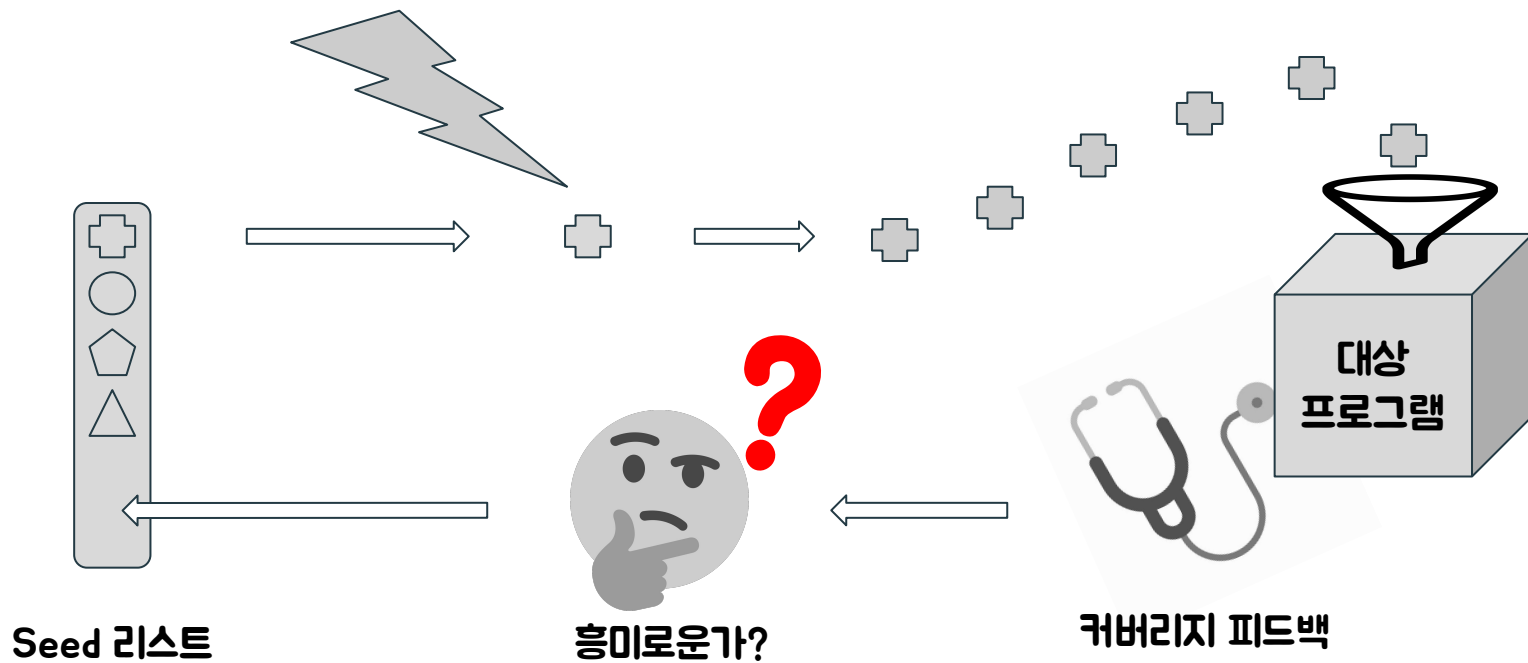 대상
프로그램
Seed 리스트
흥미로운가?
커버리지 피드백